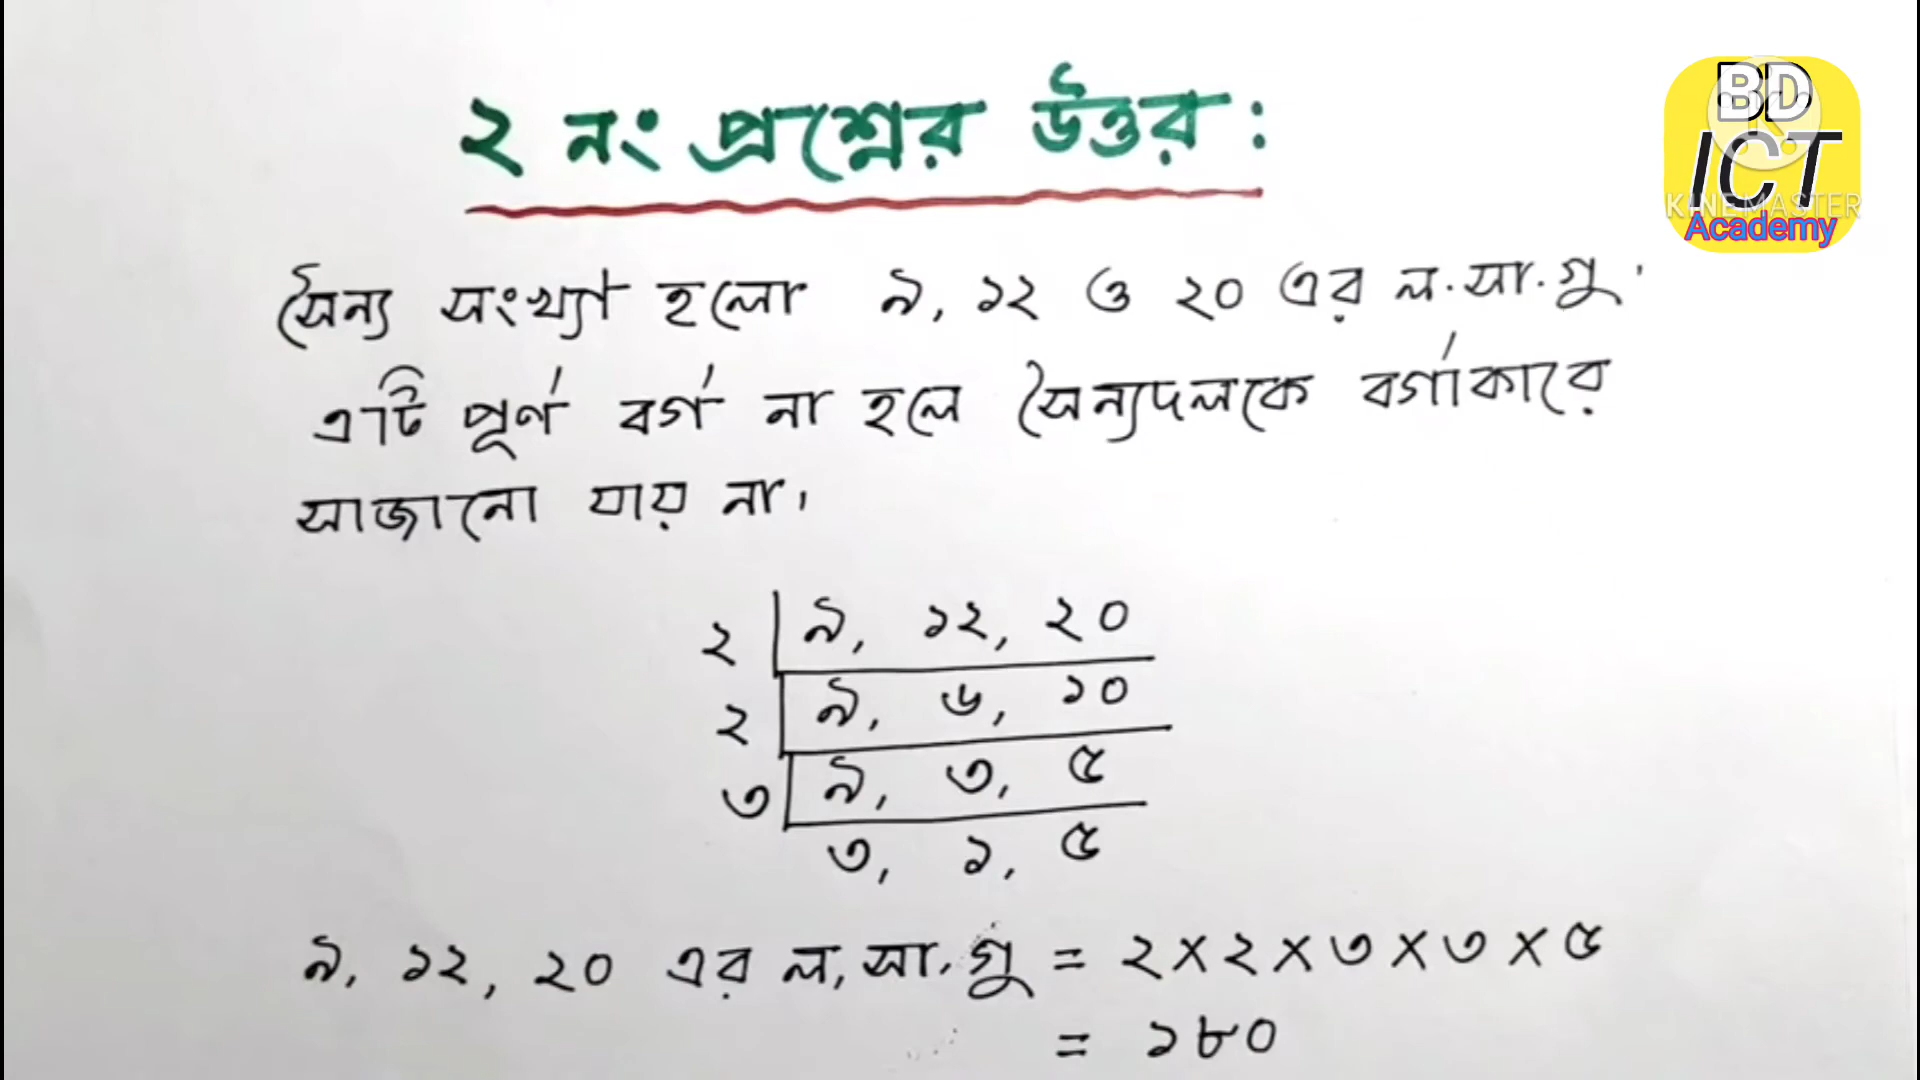 ২ নং প্রশ্নের উত্তর:
সৈন্য সংখ্যা হলো ৯, ১২ ও ২০ এর ল.সা.গু.
এটি পূর্ণ বর্গ না হলে সৈন্যদলকে বর্গাকারে
সাজানো যায় না।
২ | ৯, ১২, ২০
২ | ৯, ৬, ১০
৩ | ৯, ৩, ৫
৩, ১, ৫
৯, ১২, ২০ এর ল,সা.গু = ২×২×৩×৩×৫
= ১৮০
BD
ICT
KINEMASTER
Academy